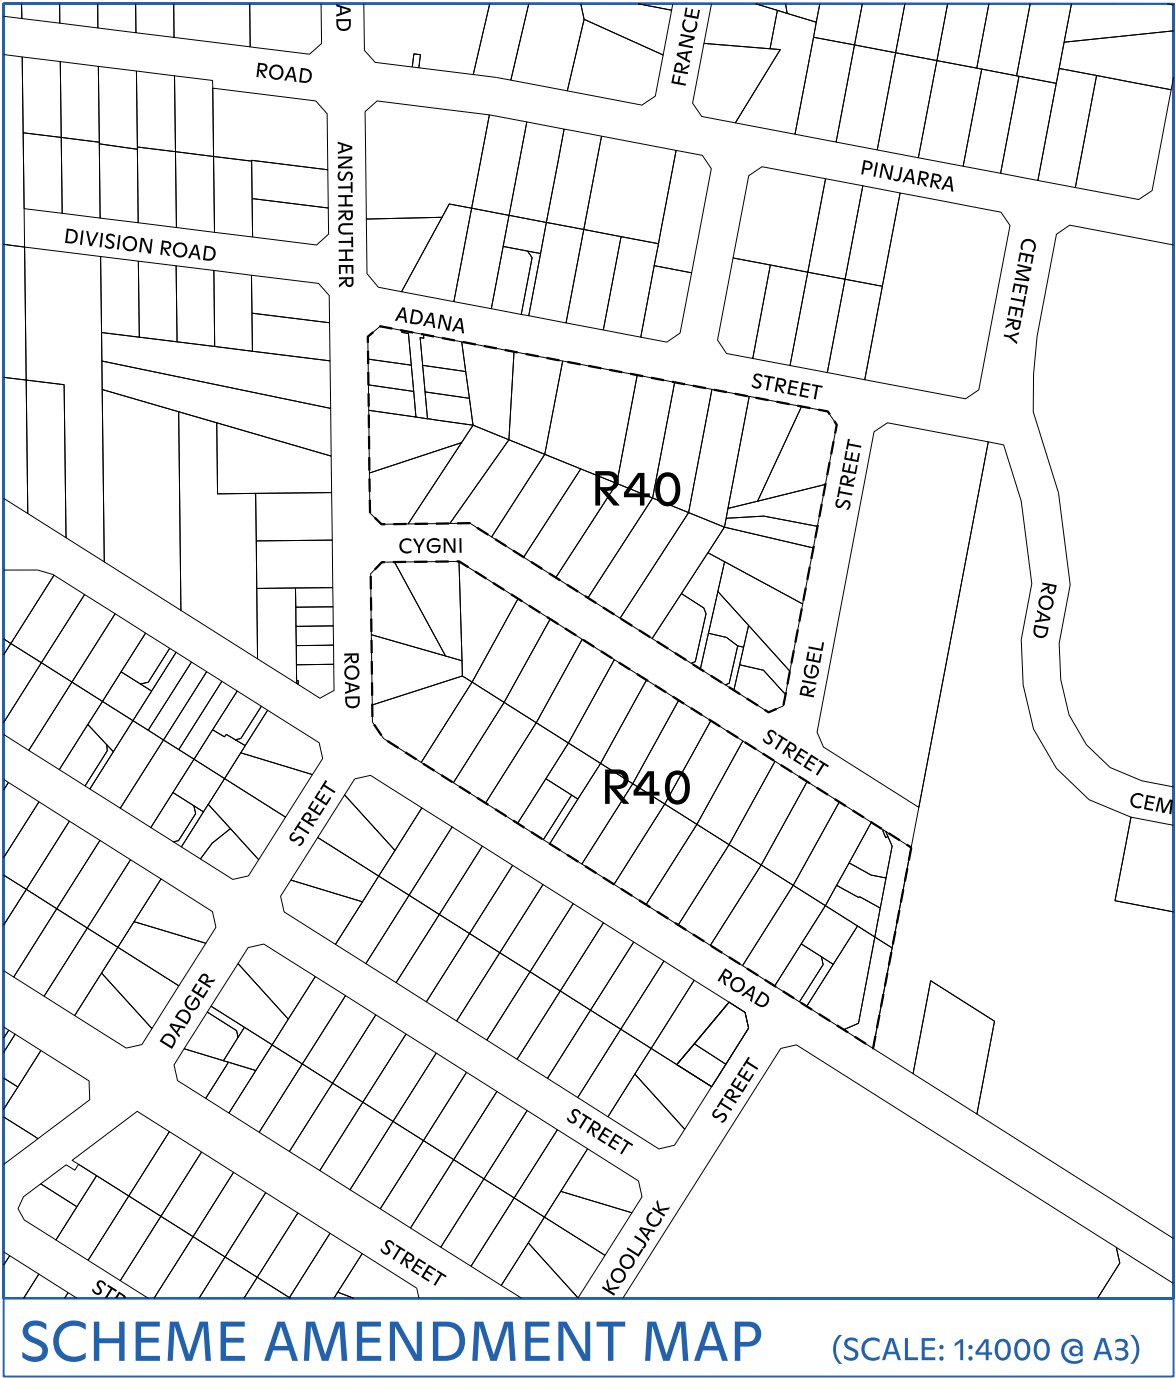 AD
FRANCE
ROAD
ANSTHRUTHER
PINJARRA
DIVISION ROAD
CEMETERY
ADANA
STREET
STREET
R40
CYGNI
ROAD
ROAD
RIGEL
STREET
R40
STREET
CEM
ROAD
DADGER
STREET
STREET
KOOLJACK
STREET
STR
SCHEME AMENDMENT MAP (SCALE: 1:4000 @ A3)